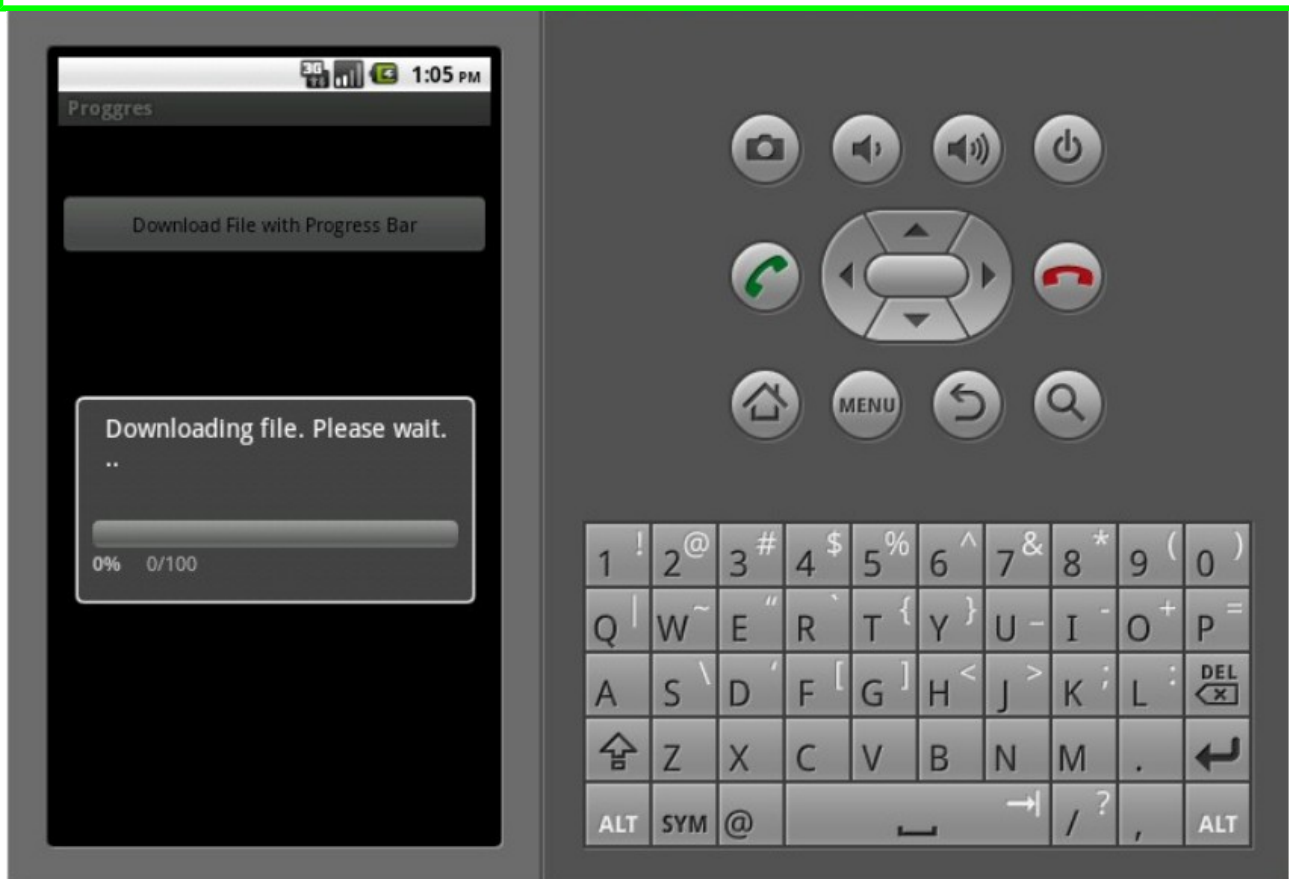 3G
1:05 PM
Proggres
Download File with Progress Bar
Downloading file. Please wait.
..
0% 0/100
MENU
1 ! 2 @ 3 # 4 $ 5 % 6 ^ 7 & 8 * 9 ( 0 )
Q | W ~ E “ R ` T { Y } U _ I - O + P =
A S \ D ‘ F [ G ] H < J > K ; L : DEL
Z X C V B N M .
ALT SYM @ / ? , ALT